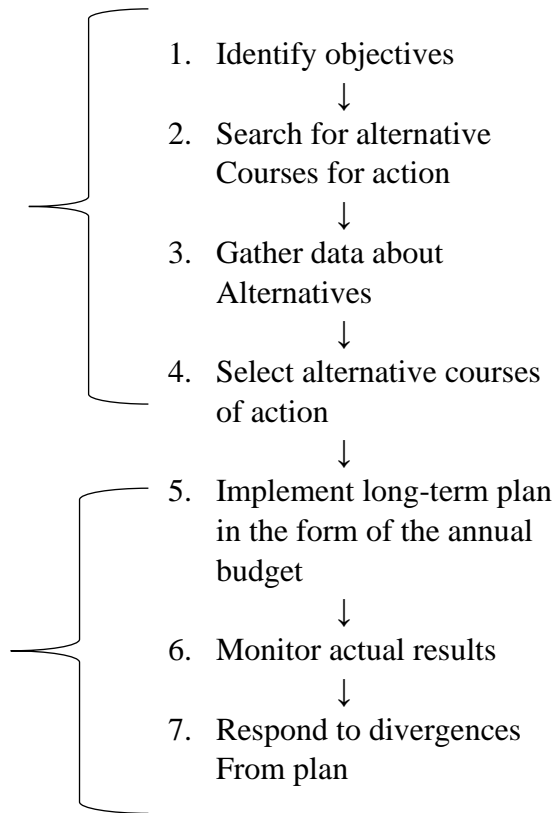 1. Identify objectives
↓
2. Search for alternative
Courses for action
↓
3. Gather data about
Alternatives
↓
4. Select alternative courses
of action
↓
5. Implement long-term plan
in the form of the annual
budget
↓
6. Monitor actual results
↓
7. Respond to divergences
From plan